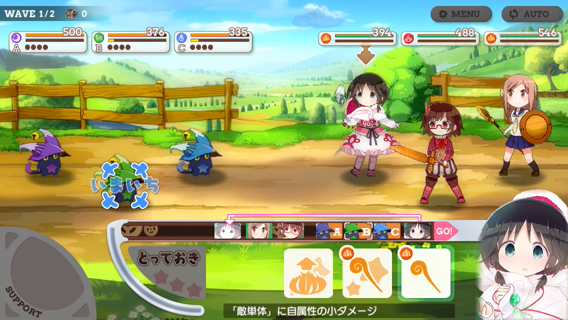 WAVE 1/2 0
MENU
AUTO
500
376
335
394
488
546
A
B
C
いまいち
A B C GO!
とっておき
SUPPORT
「敵単体」に自属性の小ダメージ